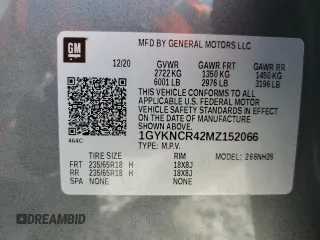 GM
MFD BY GENERAL MOTORS LLC
12/20 GVWR GAWR FRT GAWR RR
2722 KG 1350 KG 1450 KG
6001 LB 2976 LB 3196 LB
THIS VEHICLE CONFORMS TO ALL
APPLICABLE U.S. FEDERAL MOTOR
VEHICLE SAFETY STANDARDS IN
EFFECT ON THE DATE OF
MANUFACTURE SHOWN ABOVE.
1GYKNCR42MZ152066
464C
TYPE: M.P.V. MODEL: 266NH26
TIRE SIZE RIM
FRT 235/65R18 H 18X8J
RR 235/65R18 H 18X8J
SPA NONE NONE
DREAMBID